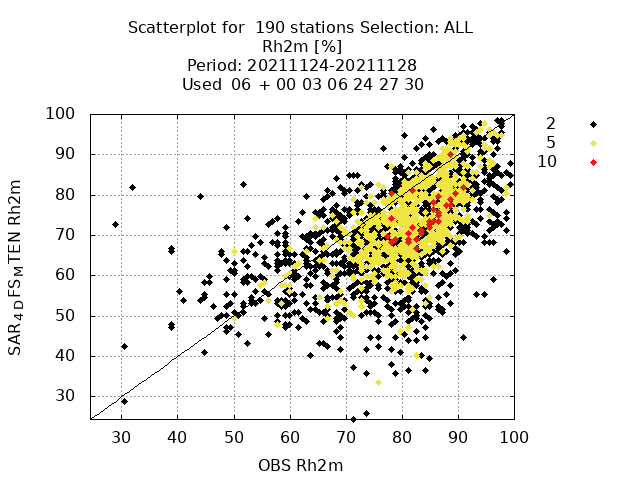 Scatterplot for  190 stations Selection: ALL
Rh2m [%]
Period: 20211124-20211128
Used  06 + 00 03 06 24 27 30
100
90
80
70
60
50
40
30
30 40 50 60 70 80 90 100
SAR4DFSMTEN Rh2m
OBS Rh2m
2
5
10